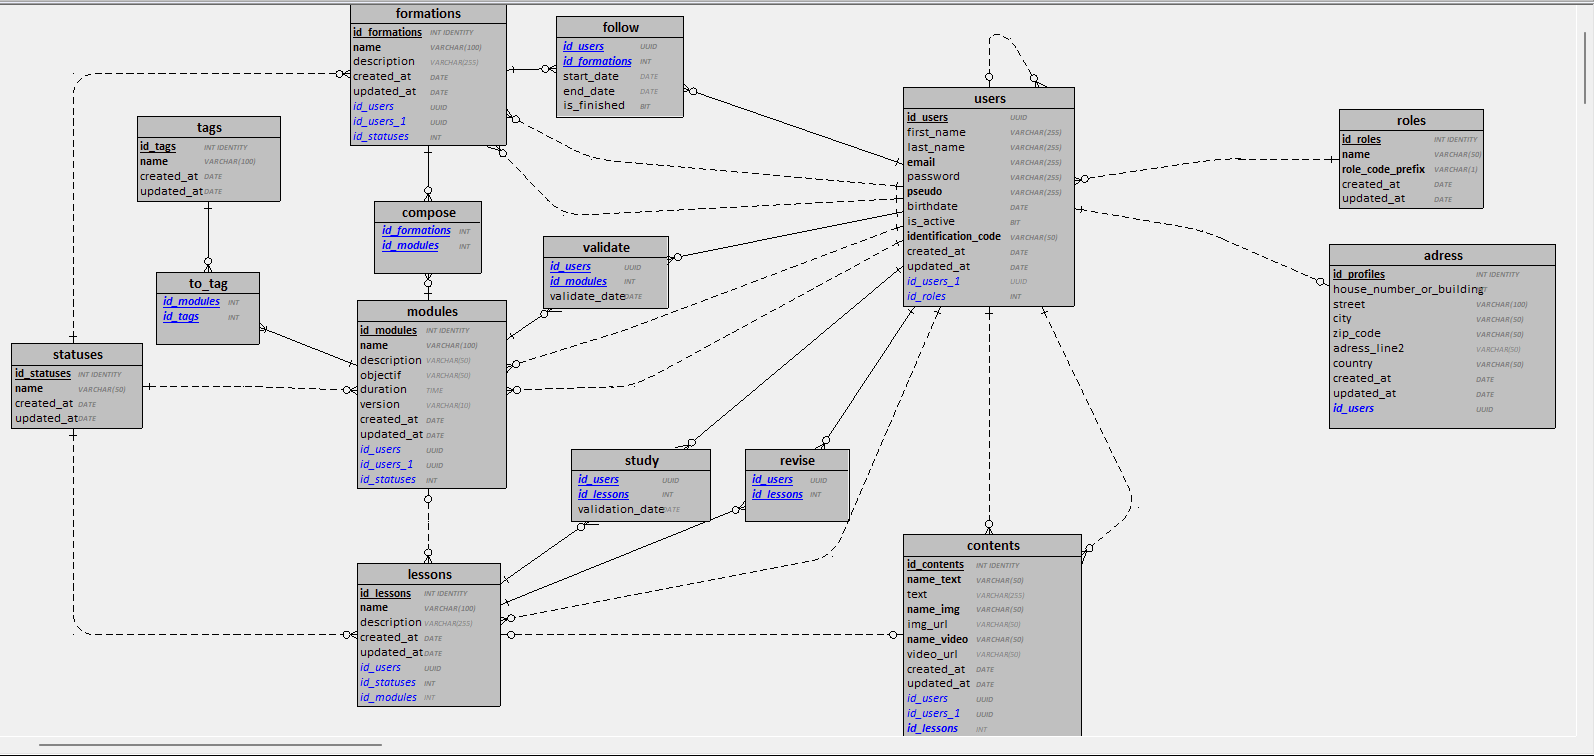 formations
id_formations INT IDENTITY
name VARCHAR(100)
description VARCHAR(255)
created_at DATE
updated_at DATE
id_users UUID
id_users_1 UUID
id_statuses INT
follow
id_users UUID
id_formations INT
start_date DATE
end_date DATE
is_finished BIT
users
id_users UUID
first_name VARCHAR(255)
last_name VARCHAR(255)
email VARCHAR(255)
password VARCHAR(255)
pseudo VARCHAR(255)
birthdate DATE
is_active BIT
identification_code VARCHAR(50)
created_at DATE
updated_at DATE
id_users_1 UUID
id_roles INT
roles
id_roles INT IDENTITY
name VARCHAR(50)
role_code_prefix VARCHAR(1)
created_at DATE
updated_at DATE
tags
id_tags INT IDENTITY
name VARCHAR(100)
created_at DATE
updated_at DATE
compose
id_formations INT
id_modules INT
validate
id_users UUID
id_modules INT
validate_date DATE
adress
id_profiles INT IDENTITY
house_number_or_building
street VARCHAR(100)
city VARCHAR(50)
zip_code VARCHAR(50)
adress_line2 VARCHAR(50)
country VARCHAR(50)
created_at DATE
updated_at DATE
id_users UUID
to_tag
id_modules INT
id_tags INT
modules
id_modules INT IDENTITY
name VARCHAR(100)
description VARCHAR(50)
objectif VARCHAR(50)
duration TIME
version VARCHAR(10)
created_at DATE
updated_at DATE
id_users UUID
id_users_1 UUID
id_statuses INT
statuses
id_statuses INT IDENTITY
name VARCHAR(50)
created_at DATE
updated_at DATE
study
id_users UUID
id_lessons INT
validation_date DATE
revise
id_users UUID
id_lessons INT
lessons
id_lessons INT IDENTITY
name VARCHAR(100)
description VARCHAR(255)
created_at DATE
updated_at DATE
id_users UUID
id_statuses INT
id_modules INT
contents
id_contents INT IDENTITY
name_text VARCHAR(50)
text VARCHAR(255)
name_img VARCHAR(50)
img_url VARCHAR(50)
name_video VARCHAR(50)
video_url VARCHAR(50)
created_at DATE
updated_at DATE
id_users UUID
id_users_1 UUID
id_lessons INT